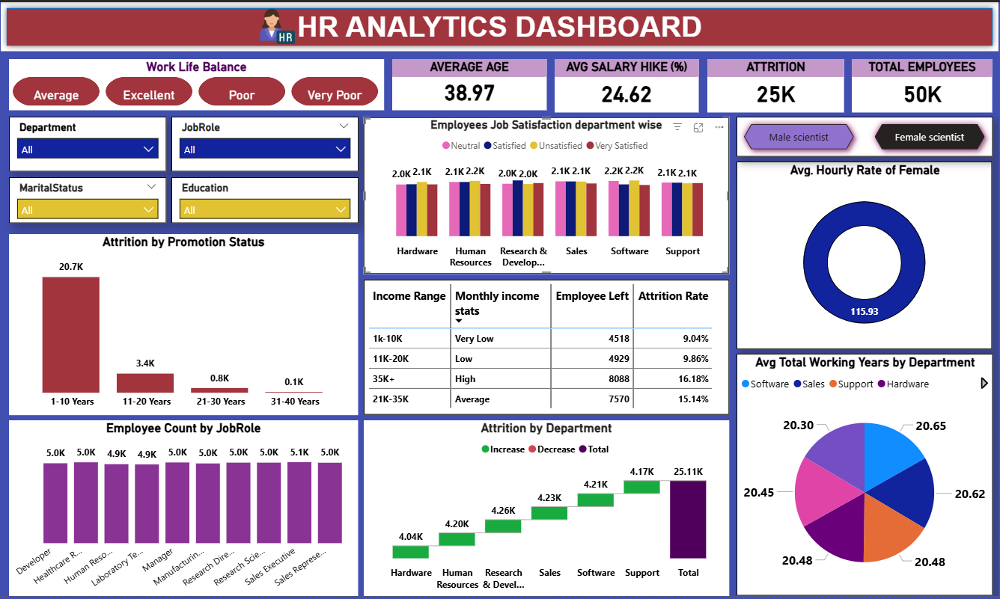 HR
HR ANALYTICS DASHBOARD
Work Life Balance
Average
Excellent
Poor
Very Poor
AVERAGE AGE
38.97
AVG SALARY HIKE (%)
24.62
ATTRITION
25K
TOTAL EMPLOYEES
50K
Department
All
JobRole
All
MaritalStatus
All
Education
All
Employees Job Satisfaction department wise
Neutral Satisfied Unsatisfied Very Satisfied
2.0K 2.1K 2.1K 2.2K 2.0K 2.0K 2.1K 2.1K 2.2K 2.2K 2.1K 2.1K
Hardware
Human
Resources
Research &
Develop...
Sales
Software
Support
Male scientist
Female scientist
Avg. Hourly Rate of Female
115.93
Attrition by Promotion Status
20.7K
3.4K
0.8K
0.1K
1-10 Years
11-20 Years
21-30 Years
31-40 Years
Income Range
Monthly income
stats
Employee Left
Attrition Rate
1k-10K Very Low 4518 9.04%
11K-20K Low 4929 9.86%
35K+ High 8088 16.18%
21K-35K Average 7570 15.14%
Avg Total Working Years by Department
Software Sales Support Hardware
20.30
20.65
20.45
20.62
20.48
20.48
Employee Count by JobRole
5.0K 5.0K 4.9K 4.9K 5.0K 5.0K 5.0K 5.0K 5.1K 5.0K
Developer
Healthcare R...
Human Reso...
Laboratory Te...
Manager
Manufacturin...
Research Dire...
Research Scie...
Sales Executive
Sales Represe...
Attrition by Department
Increase Decrease Total
4.04K
4.20K
4.26K
4.23K
4.21K
4.17K
25.11K
Hardware
Human
Resources
Research
& Devel...
Sales
Software
Support
Total